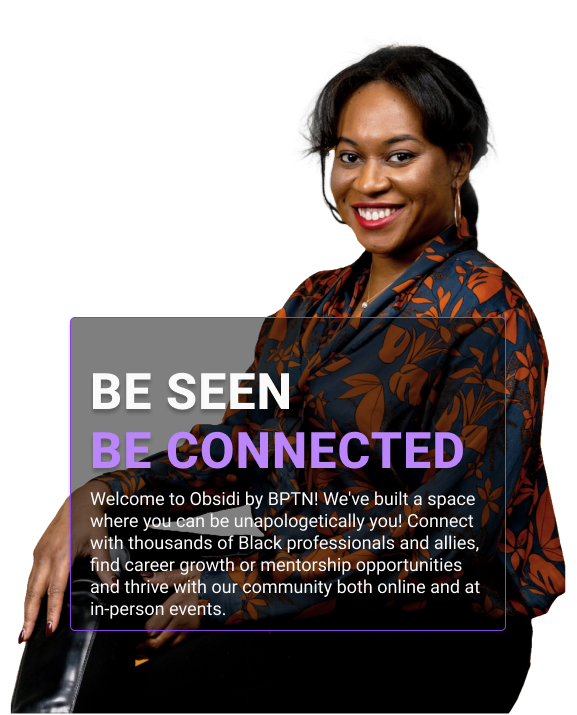 BE SEEN
BE CONNECTED
Welcome to Obsidi by BPTN! We've built a space
where you can be unapologetically you! Connect
with thousands of Black professionals and allies,
find career growth or mentorship opportunities
and thrive with our community both online and at
in-person events.